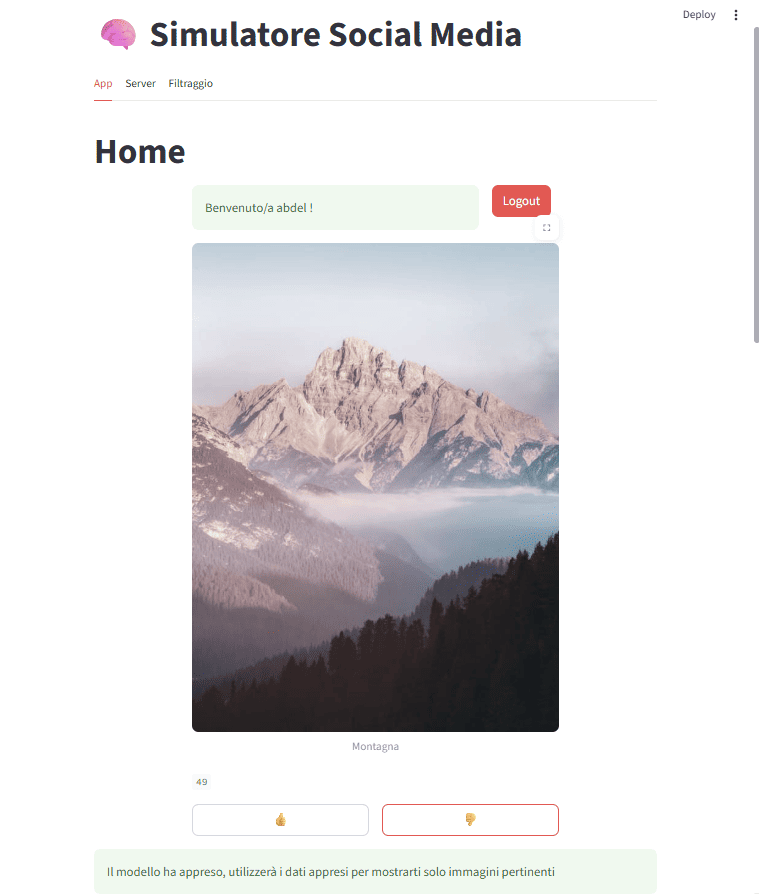 Deploy
Simulatore Social Media
App Server Filtraggio
Home
Benvenuto/a abdel !
Logout
Montagna
49
Il modello ha appreso, utilizzerà i dati appresi per mostrarti solo immagini pertinenti